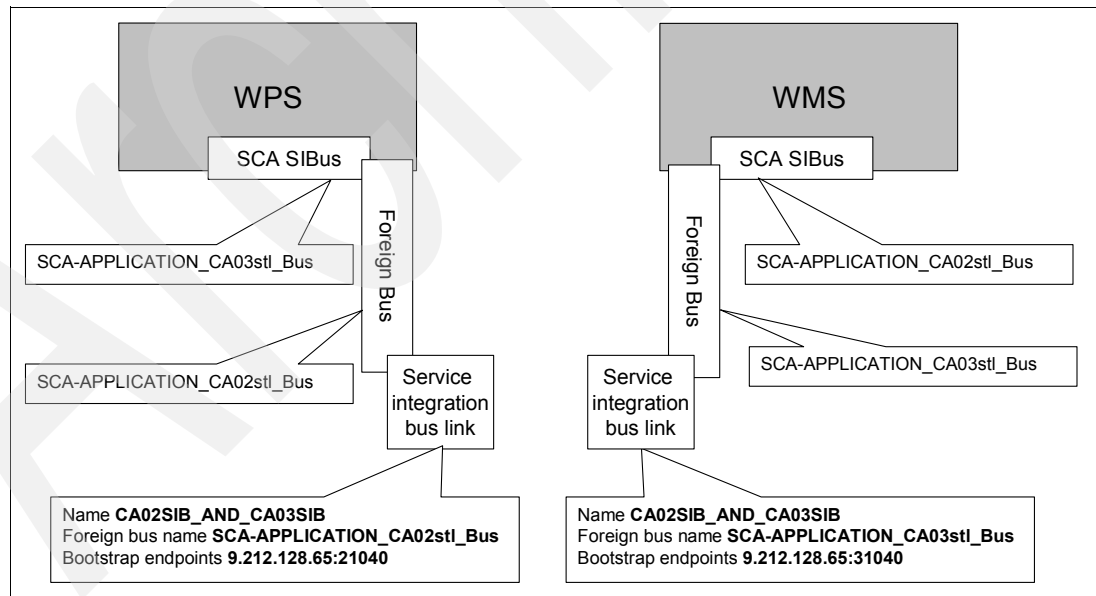 WPS
WMS
SCA SIBus
SCA SIBus
Foreign Bus
Foreign Bus
SCA-APPLICATION_CA03stl_Bus
SCA-APPLICATION_CA02stl_Bus
SCA-APPLICATION_CA02stl_Bus
SCA-APPLICATION_CA03stl_Bus
Service
integration
bus link
Service
integration
bus link
Name CA02SIB_AND_CA03SIB
Foreign bus name SCA-APPLICATION_CA02stl_Bus
Bootstrap endpoints 9.212.128.65:21040
Name CA02SIB_AND_CA03SIB
Foreign bus name SCA-APPLICATION_CA03stl_Bus
Bootstrap endpoints 9.212.128.65:31040